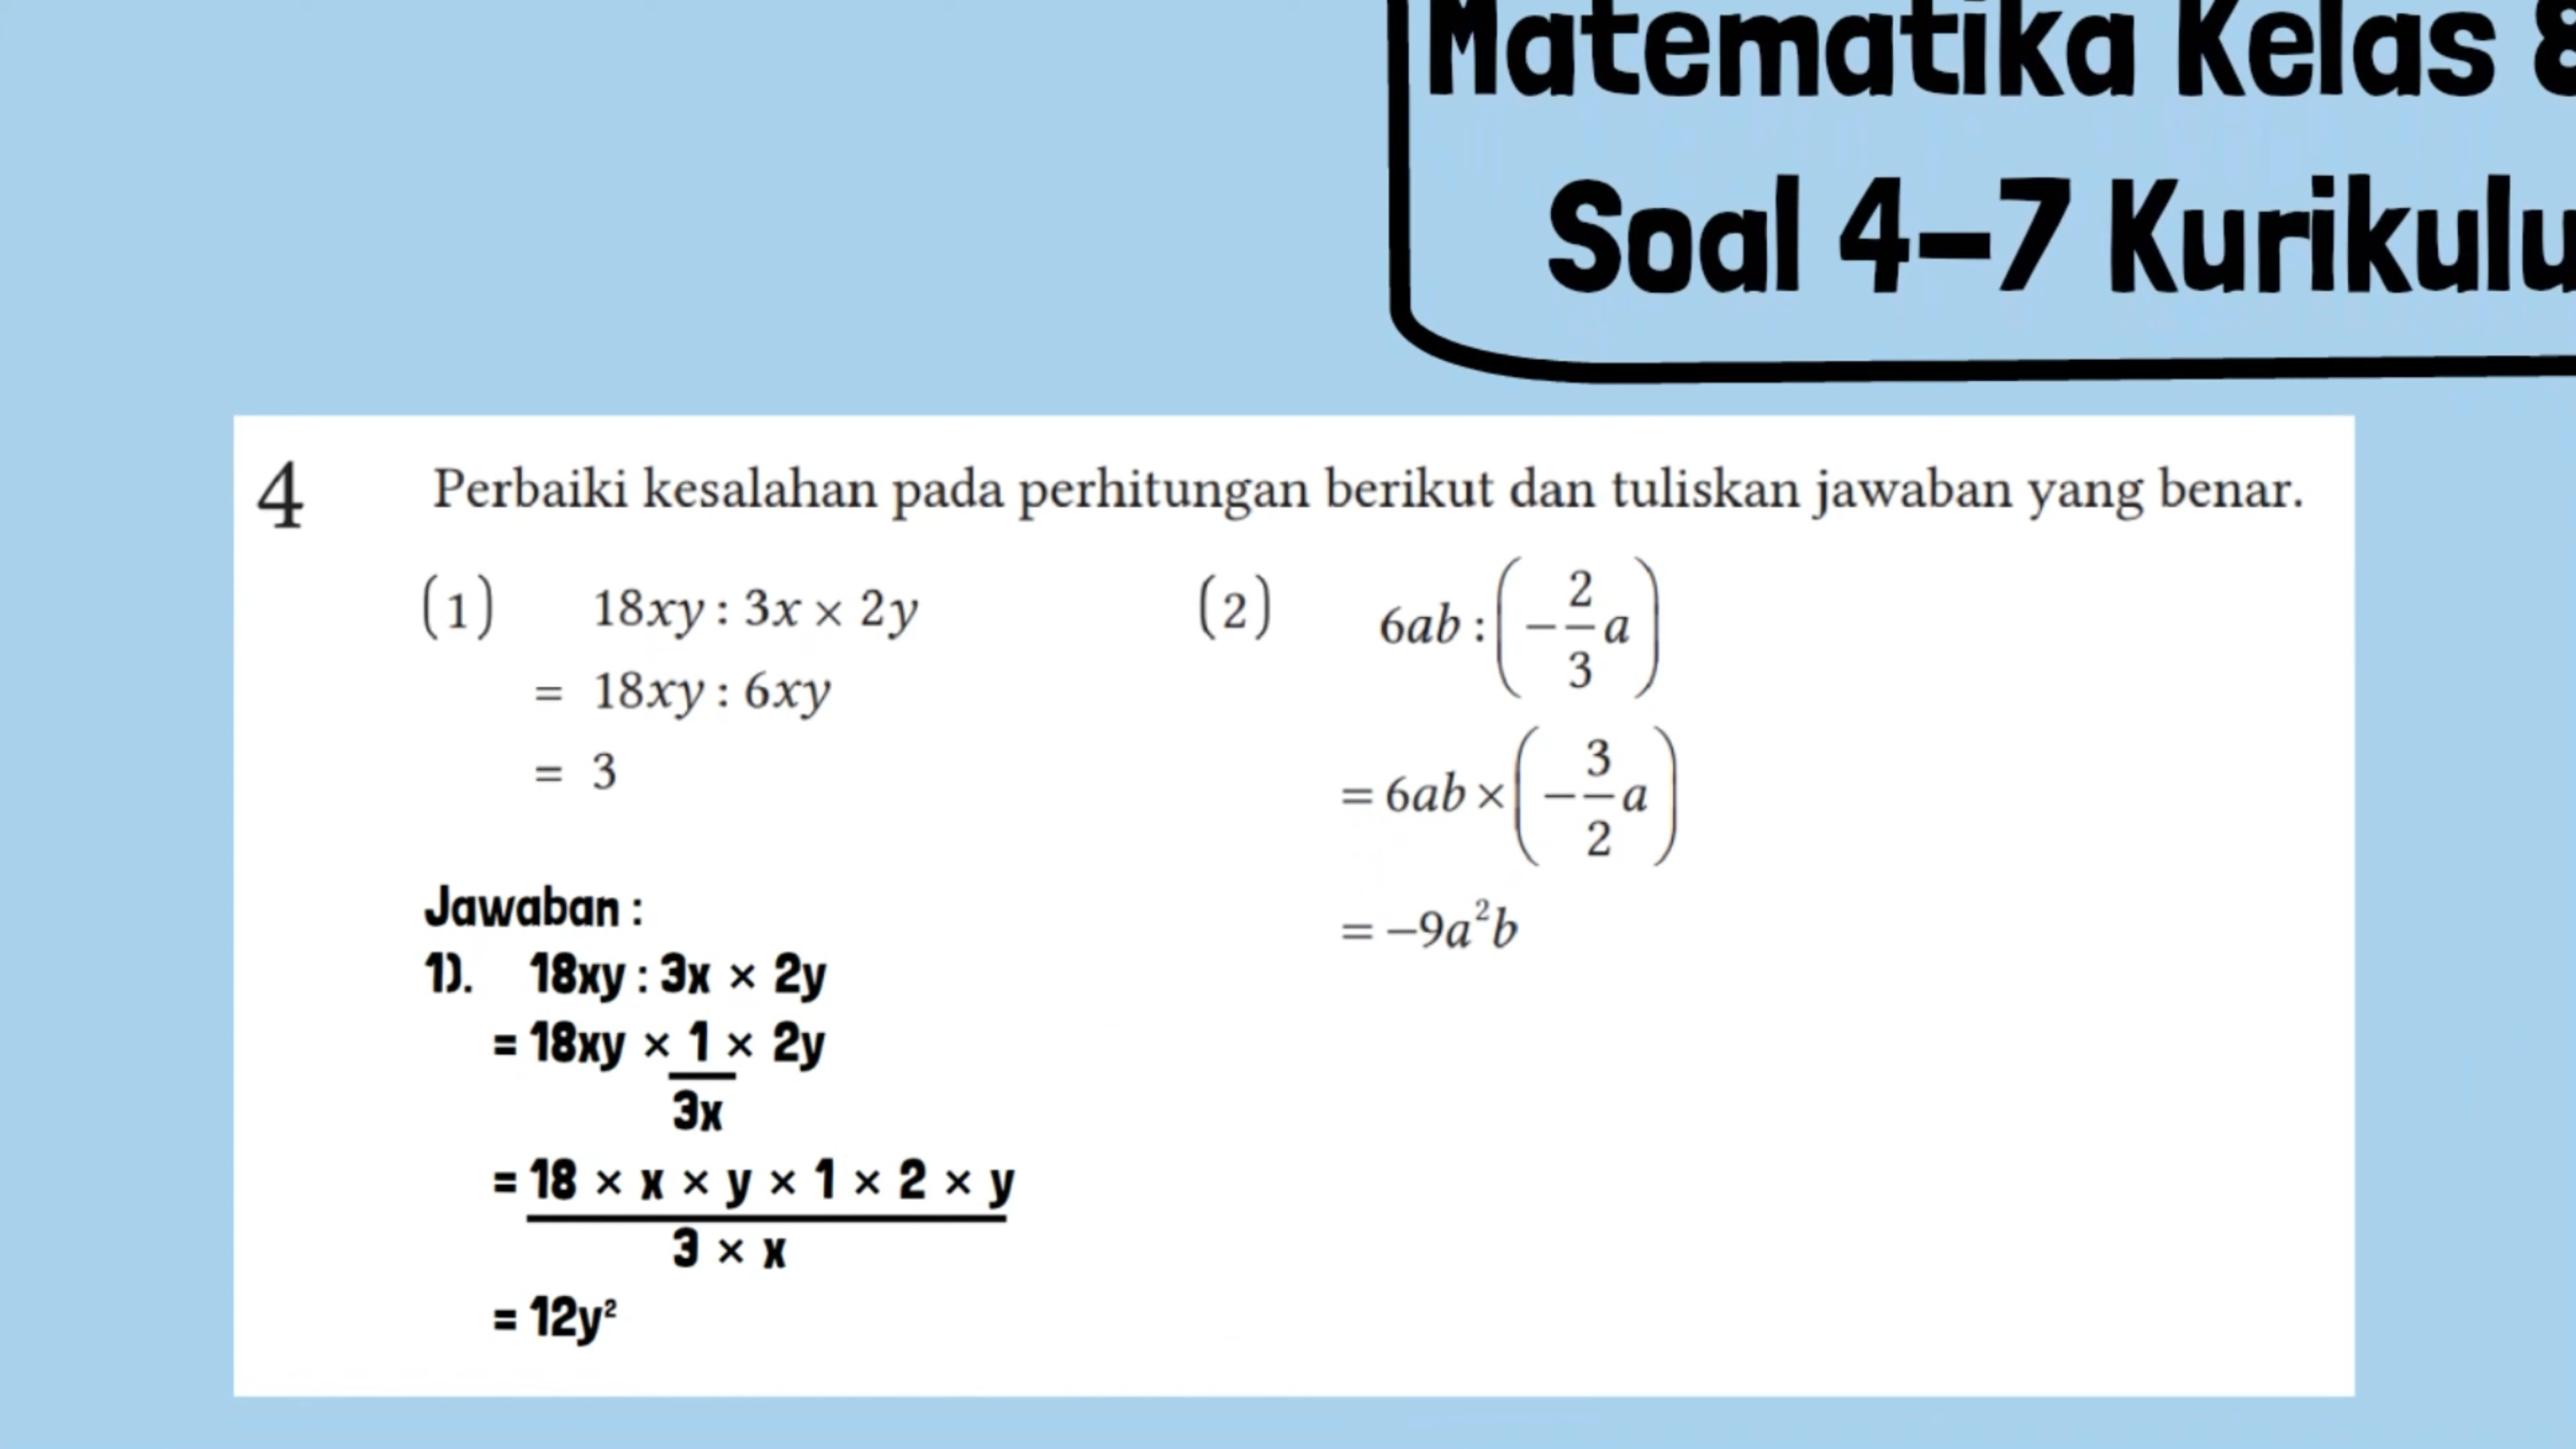 Matematika Kelas 8
Soal 4–7
4 Perbaiki kesalahan pada perhitungan berikut dan tuliskan jawaban yang benar.
(1) 18xy : 3x × 2y
= 18xy : 6xy
= 3
(2) 6ab : (−2/3 a)
= 6ab × (−3/2 a)
= −9a²b
Jawaban :
1). 18xy : 3x × 2y
= 18xy × 1 × 2y
3x
= 18 × x × y × 1 × 2 × y
3 × x
= 12y²